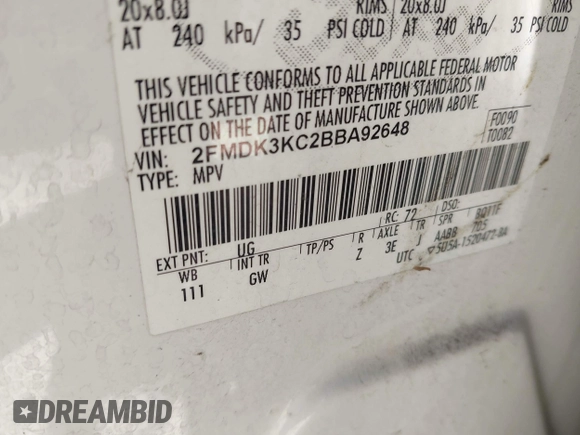 20x8.0J RIMS 20x8.0J RIMS
AT 240 kPa/ 35 PSI COLD AT 240 kPa/ 35 PSI COLD
THIS VEHICLE CONFORMS TO ALL APPLICABLE FEDERAL MOTOR
VEHICLE SAFETY AND THEFT PREVENTION STANDARDS IN
EFFECT ON THE DATE OF MANUFACTURE SHOWN ABOVE.
VIN: 2FMDK3KC2BBA92648
F0090
T0082
TYPE: MPV
RC: 72 DSO:
EXT PNT: UG
WB INT TR TP/PS R AXLE TR SPR
111 GW Z 3E J AABB
UTC
DREAMBID